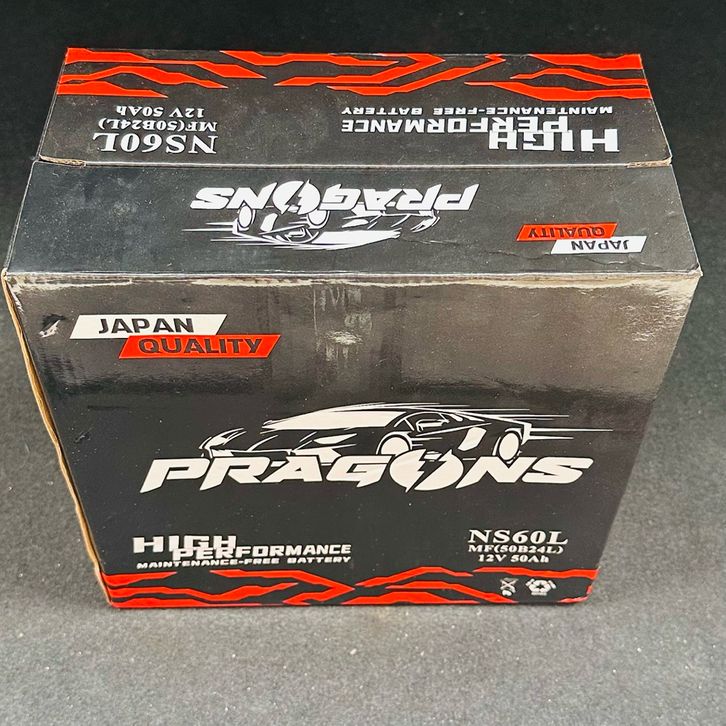 NS60L
MF(50B24L)
12V 50Ah
HIGH
PERFORMANCE
MAINTENANCE-FREE BATTERY
PRAGONS
JAPAN
QUALITY
JAPAN
QUALITY
PRAGONS
HIGH
PERFORMANCE
MAINTENANCE-FREE BATTERY
NS60L
MF(50B24L)
12V 50Ah